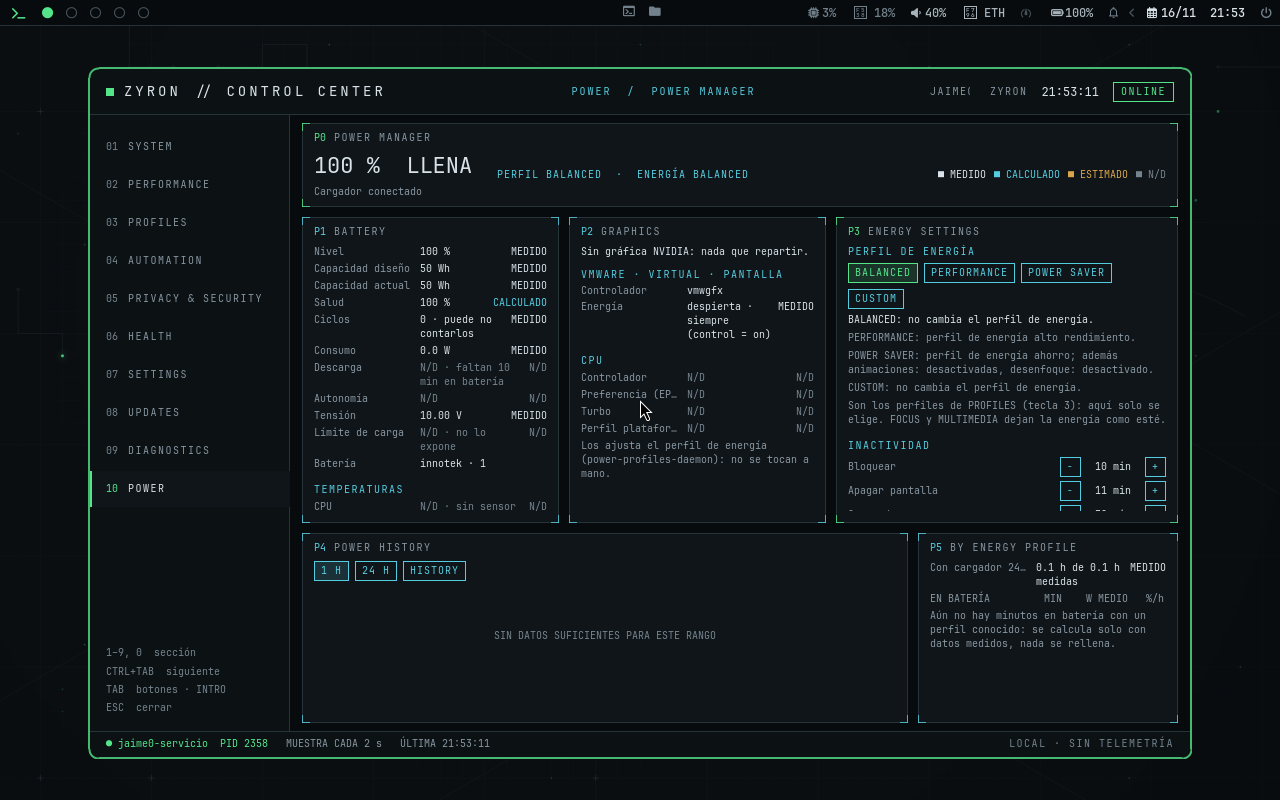 3% 18% 40% ETH 100% 16/11 21:53
ZYRON // CONTROL CENTER POWER / POWER MANAGER ZYRON 21:53:11 ONLINE
01 SYSTEM
02 PERFORMANCE
03 PROFILES
04 AUTOMATION
05 PRIVACY & SECURITY
06 HEALTH
07 SETTINGS
08 UPDATES
09 DIAGNOSTICS
10 POWER
1-9, 0 sección
CTRL+TAB siguiente
TAB botones · INTRO
ESC cerrar
P0 POWER MANAGER
100 % LLENA
PERFIL BALANCED · ENERGÍA BALANCED
MEDIDO CALCULADO ESTIMADO N/D
Cargador conectado
P1 BATTERY
Nivel 100 % MEDIDO
Capacidad diseño 50 Wh MEDIDO
Capacidad actual 50 Wh MEDIDO
Salud 100 % CALCULADO
Ciclos 0 · puede no MEDIDO
contarlos
Consumo 0.0 W MEDIDO
Descarga N/D · faltan 10 N/D
min en batería
Autonomía N/D N/D
Tensión 10.00 V MEDIDO
Límite de carga N/D · no lo N/D
expone
Batería innotek · 1
TEMPERATURAS
CPU N/D · sin sensor N/D
P2 GRAPHICS
Sin gráfica NVIDIA: nada que repartir.
VMWARE · VIRTUAL · PANTALLA
Controlador vmwgfx
Energía despierta · MEDIDO
siempre
(control = on)
CPU
Controlador N/D N/D
Preferencia (EP… N/D N/D
Turbo N/D N/D
Perfil platafor… N/D N/D
Los ajusta el perfil de energía
(power-profiles-daemon): no se tocan a
mano.
P3 ENERGY SETTINGS
PERFIL DE ENERGÍA
BALANCED PERFORMANCE POWER SAVER
CUSTOM
BALANCED: no cambia el perfil de energía.
PERFORMANCE: perfil de energía alto rendimiento.
POWER SAVER: perfil de energía ahorro; además
animaciones: desactivadas, desenfoque: desactivado.
CUSTOM: no cambia el perfil de energía.
Son los perfiles de PROFILES (tecla 3): aquí solo se
elige. FOCUS y MULTIMEDIA dejan la energía como esté.
INACTIVIDAD
Bloquear - 10 min +
Apagar pantalla - 11 min +
P4 POWER HISTORY
1 H 24 H HISTORY
SIN DATOS SUFICIENTES PARA ESTE RANGO
P5 BY ENERGY PROFILE
Con cargador 24… 0.1 h de 0.1 h MEDIDO
medidas
EN BATERÍA MIN W MEDIO %/h
Aún no hay minutos en batería con un
perfil conocido: se calcula solo con
datos medidos, nada se rellena.
jaime0-servicio PID 2358 MUESTRA CADA 2 s ÚLTIMA 21:53:11
LOCAL · SIN TELEMETRÍA